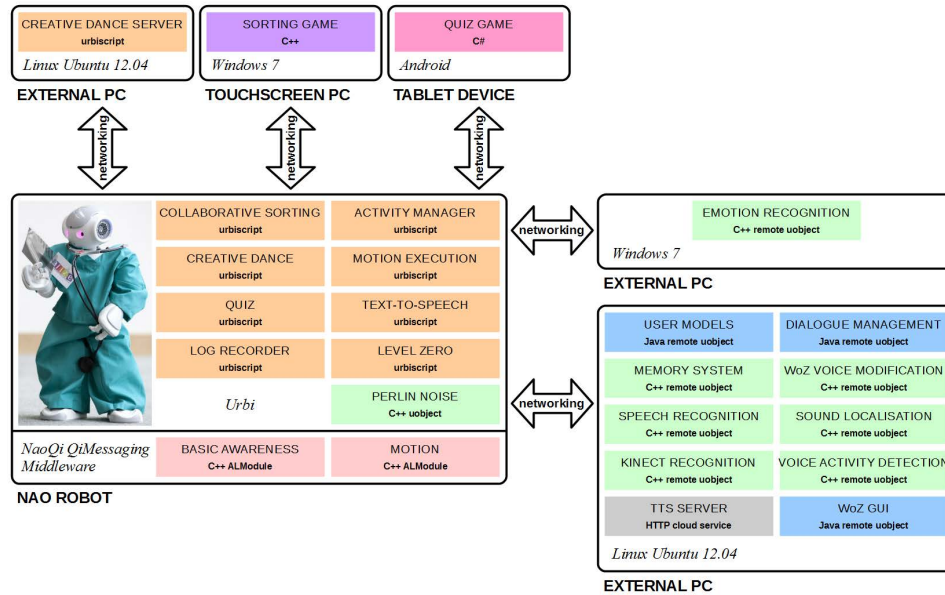 CREATIVE DANCE SERVER
urbiscript
Linux Ubuntu 12.04
EXTERNAL PC
SORTING GAME
C++
Windows 7
TOUCHSCREEN PC
QUIZ GAME
C#
Android
TABLET DEVICE
networking
networking
networking
COLLABORATIVE SORTING
urbiscript
ACTIVITY MANAGER
urbiscript
CREATIVE DANCE
urbiscript
MOTION EXECUTION
urbiscript
QUIZ
urbiscript
TEXT-TO-SPEECH
urbiscript
LOG RECORDER
urbiscript
LEVEL ZERO
urbiscript
Urbi
PERLIN NOISE
C++ uobject
NaoQi QiMessaging
Middleware
BASIC AWARENESS
C++ ALModule
MOTION
C++ ALModule
NAO ROBOT
networking
EMOTION RECOGNITION
C++ remote uobject
Windows 7
EXTERNAL PC
networking
USER MODELS
Java remote uobject
DIALOGUE MANAGEMENT
Java remote uobject
MEMORY SYSTEM
C++ remote uobject
WoZ VOICE MODIFICATION
C++ remote uobject
SPEECH RECOGNITION
C++ remote uobject
SOUND LOCALISATION
C++ remote uobject
KINECT RECOGNITION
C++ remote uobject
VOICE ACTIVITY DETECTION
C++ remote uobject
TTS SERVER
HTTP cloud service
WoZ GUI
Java remote uobject
Linux Ubuntu 12.04
EXTERNAL PC